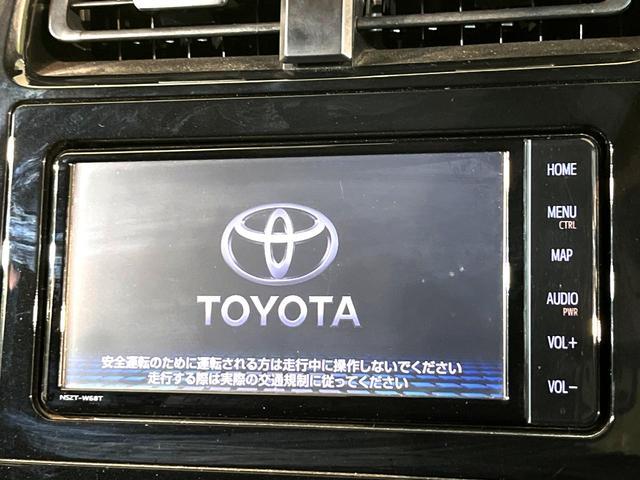 HOME
MENU
CTRL
MAP
TOYOTA
AUDIO
PWR
VOL+
安全運転のために運転される方は走行中に操作しないでください
走行する際は実際の交通規制に従ってください
VOL-
NSZT-W68T